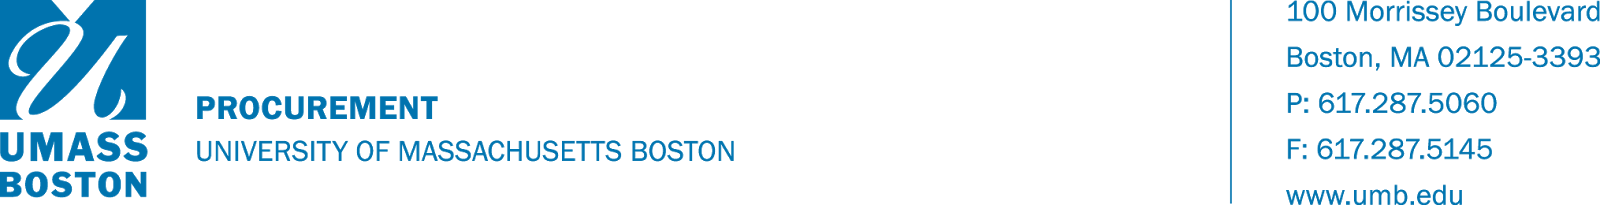 UMASS
BOSTON
PROCUREMENT
UNIVERSITY OF MASSACHUSETTS BOSTON
100 Morrissey Boulevard
Boston, MA 02125-3393
P: 617.287.5060
F: 617.287.5145
www.umb.edu